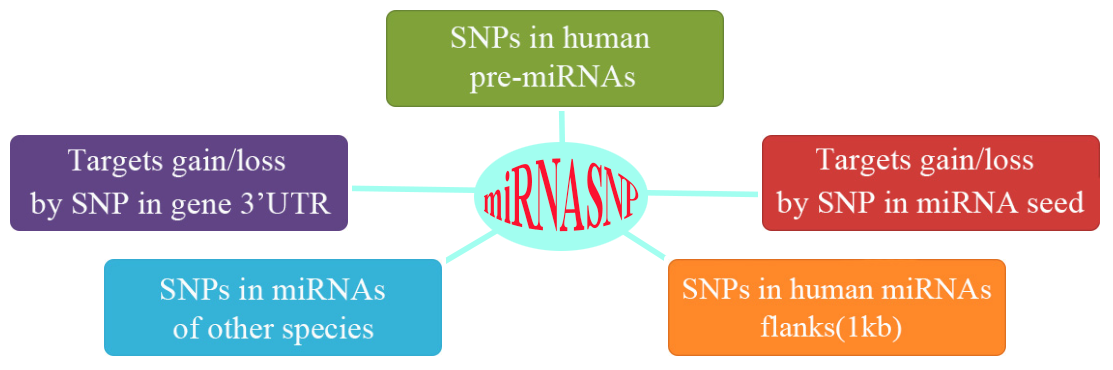 SNPs in human
pre-miRNAs
Targets gain/loss
by SNP in gene 3’UTR
miRNASNP
Targets gain/loss
by SNP in miRNA seed
SNPs in miRNAs
of other species
SNPs in human miRNAs
flanks(1kb)